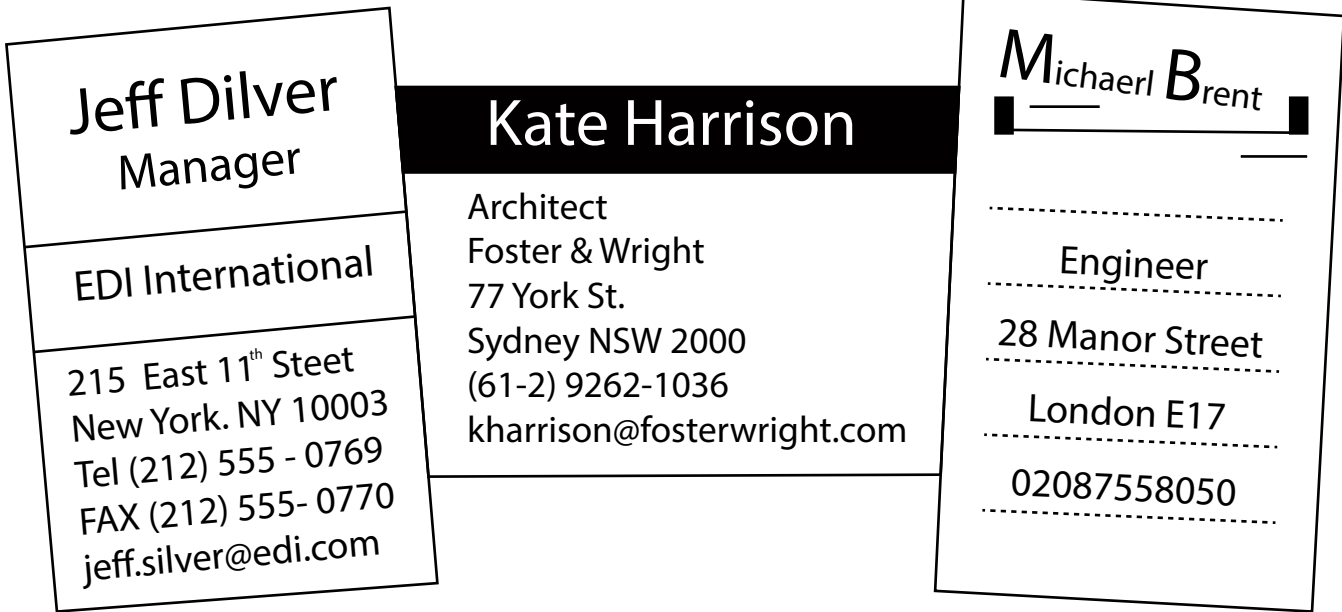 Jeff Dilver
Manager
EDI International
215 East 11th Steet
New York. NY 10003
Tel (212) 555 - 0769
FAX (212) 555- 0770
jeff.silver@edi.com
Kate Harrison
Architect
Foster & Wright
77 York St.
Sydney NSW 2000
(61-2) 9262-1036
kharrison@fosterwright.com
Michaerl Brent
Engineer
28 Manor Street
London E17
02087558050